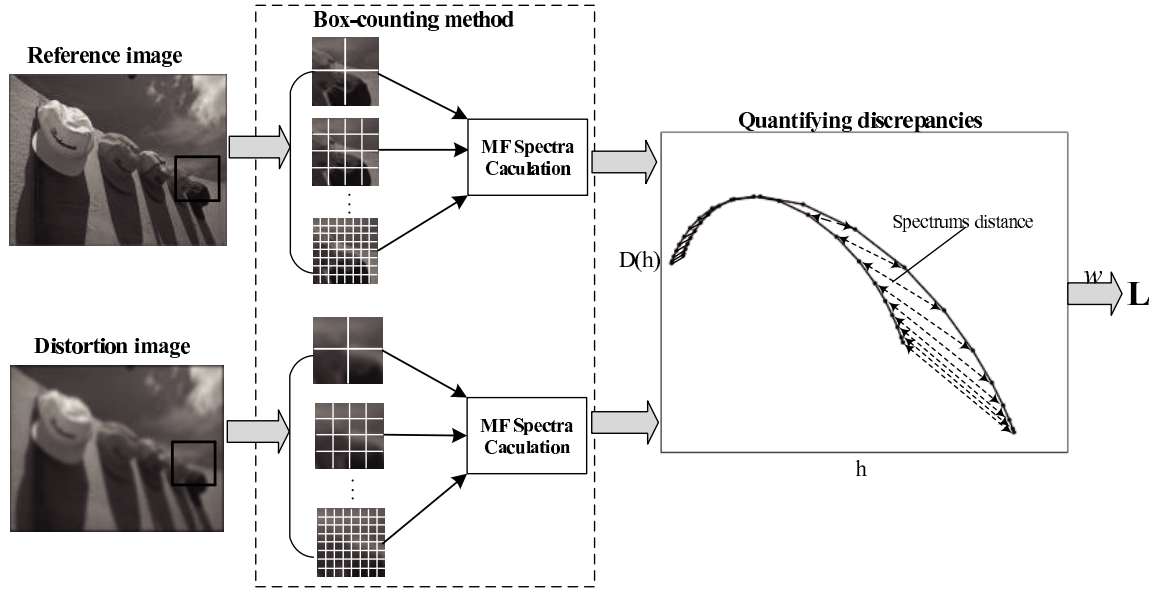 Box-counting method
Reference image
MF Spectra
Caculation
Quantifying discrepancies
Spectrums distance
D(h)
w
L
Distortion image
MF Spectra
Caculation
h